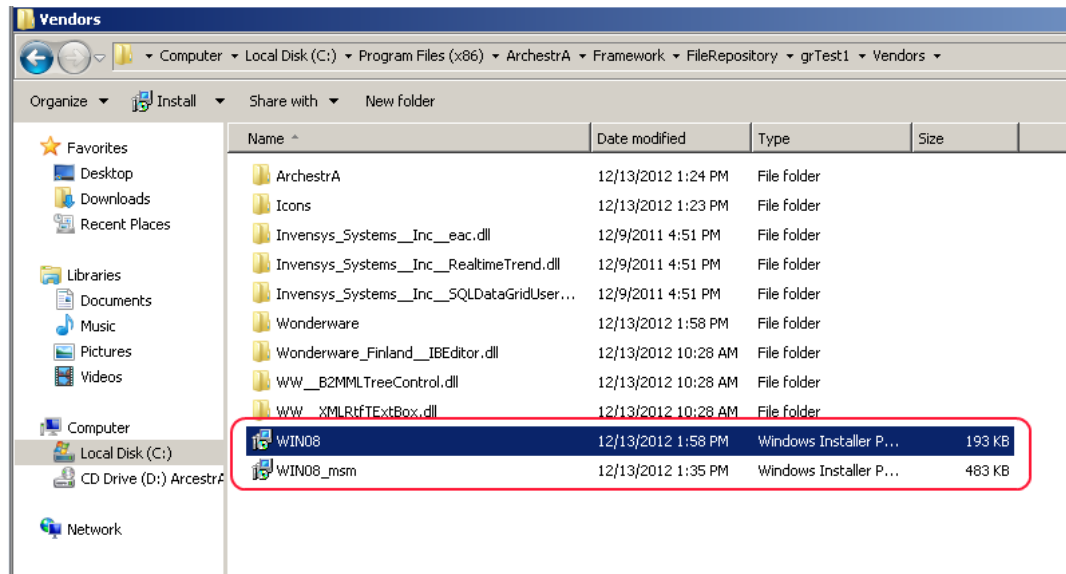 Vendors
Computer Local Disk (C:) Program Files (x86) ArchestrA Framework FileRepository grTest1 Vendors
Organize Install Share with New folder
Favorites
Desktop
Downloads
Recent Places
Libraries
Documents
Music
Pictures
Videos
Computer
Local Disk (C:)
CD Drive (D:) ArcestrA
Network
Name Date modified Type Size
ArchestrA 12/13/2012 1:24 PM File folder
Icons 12/13/2012 1:23 PM File folder
Invensys_Systems__Inc__eac.dll 12/9/2011 4:51 PM File folder
Invensys_Systems__Inc__RealtimeTrend.dll 12/9/2011 4:51 PM File folder
Invensys_Systems__Inc__SQLDataGridUser... 12/9/2011 4:51 PM File folder
Wonderware 12/13/2012 1:58 PM File folder
Wonderware_Finland__IBEditor.dll 12/13/2012 10:28 AM File folder
WW__B2MMLTreeControl.dll 12/13/2012 10:28 AM File folder
WW__XMLRtfTExtBox.dll 12/13/2012 10:28 AM File folder
WIN08 12/13/2012 1:58 PM Windows Installer P... 193 KB
WIN08_msm 12/13/2012 1:35 PM Windows Installer P... 483 KB